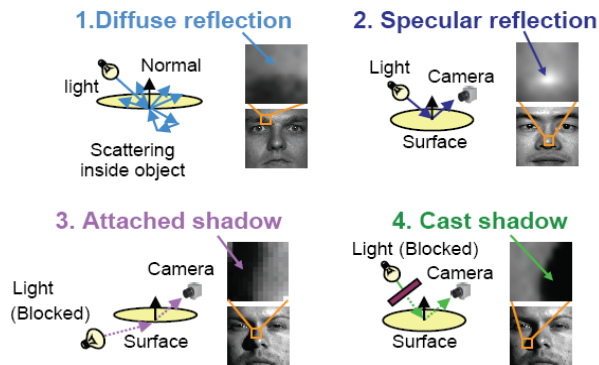 1.Diffuse reflection
light
Normal
Scattering
inside object
2. Specular reflection
Light
Camera
Surface
3. Attached shadow
Camera
Light
(Blocked)
Surface
4. Cast shadow
Light (Blocked)
Camera
Surface